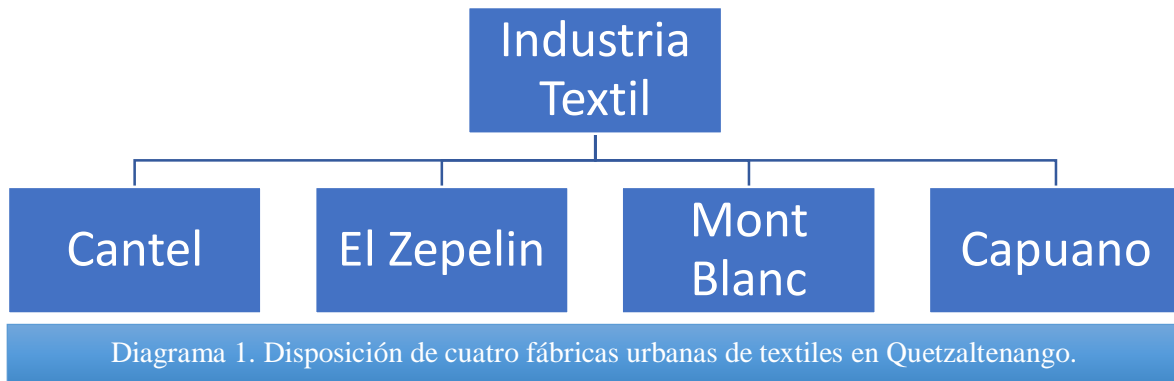 Industria
Textil
Cantel
El Zepelin
Mont
Blanc
Capuano
Diagrama 1. Disposición de cuatro fábricas urbanas de textiles en Quetzaltenango.